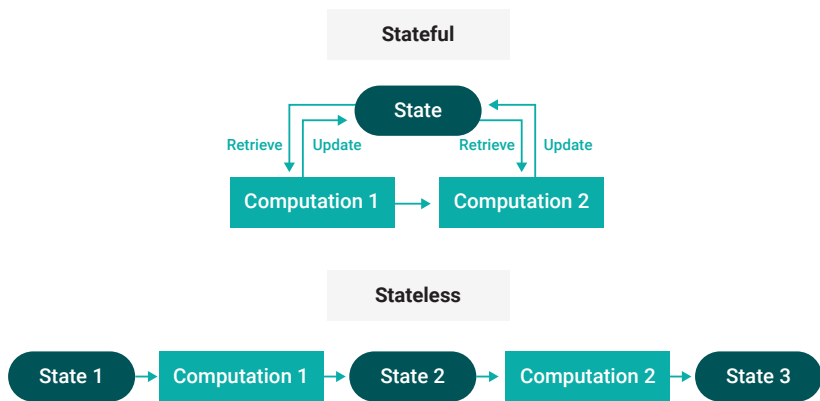 Stateful
State
Retrieve
Update
Retrieve
Update
Computation 1
Computation 2
Stateless
State 1
Computation 1
State 2
Computation 2
State 3